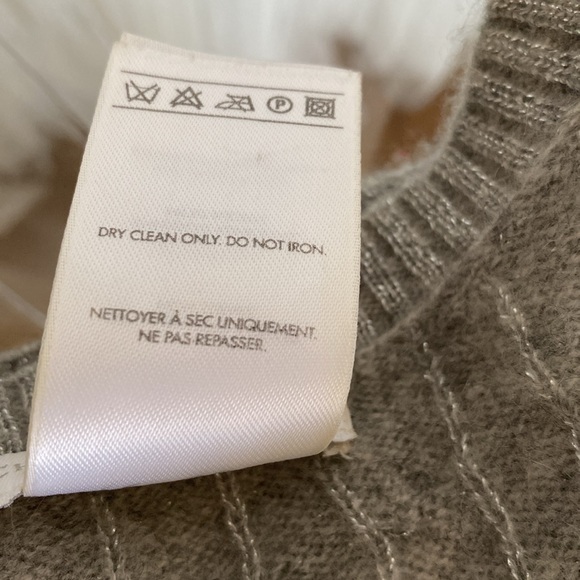 P
DRY CLEAN ONLY. DO NOT IRON.
NETTOYER À SEC UNIQUEMENT.
NE PAS REPASSER.